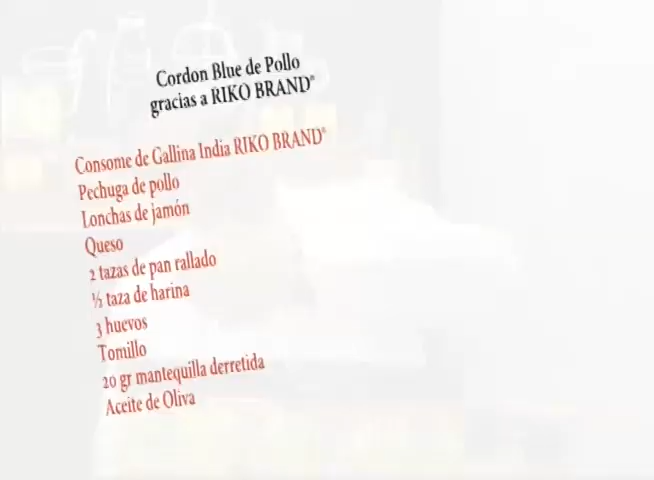 Cordon Blue de Pollo
gracias a RIKO BRAND®
Consome de Gallina India RIKO BRAND®
Pechuga de pollo
Lonchas de jamón
Queso
2 tazas de pan rallado
½ taza de harina
3 huevos
Tomillo
20 gr mantequilla derretida
Aceite de Oliva